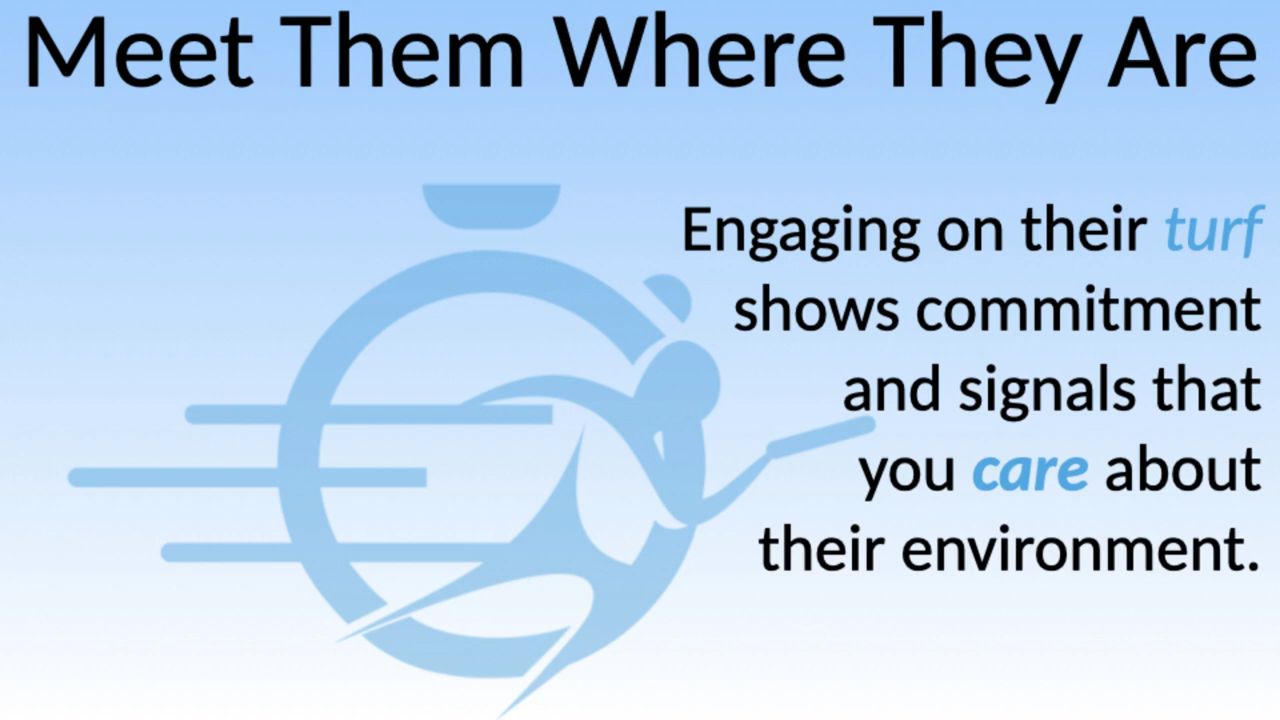 Meet Them Where They Are
Engaging on their turf
shows commitment
and signals that
you care about
their environment.